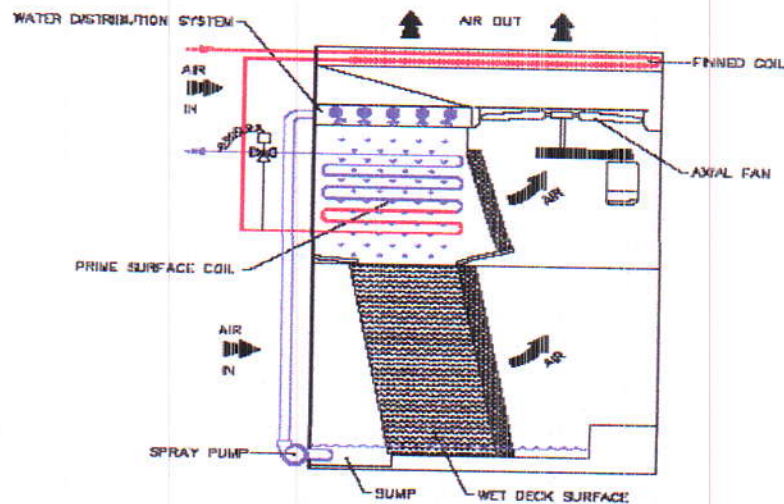 WATER DISTRIBUTION SYSTEM
AIR OUT
FINNED COIL
AIR
IN
AXIAL FAN
AIR
PRIME SURFACE COIL
AIR
IN
AIR
SPRAY PUMP
SUMP
WET DECK SURFACE